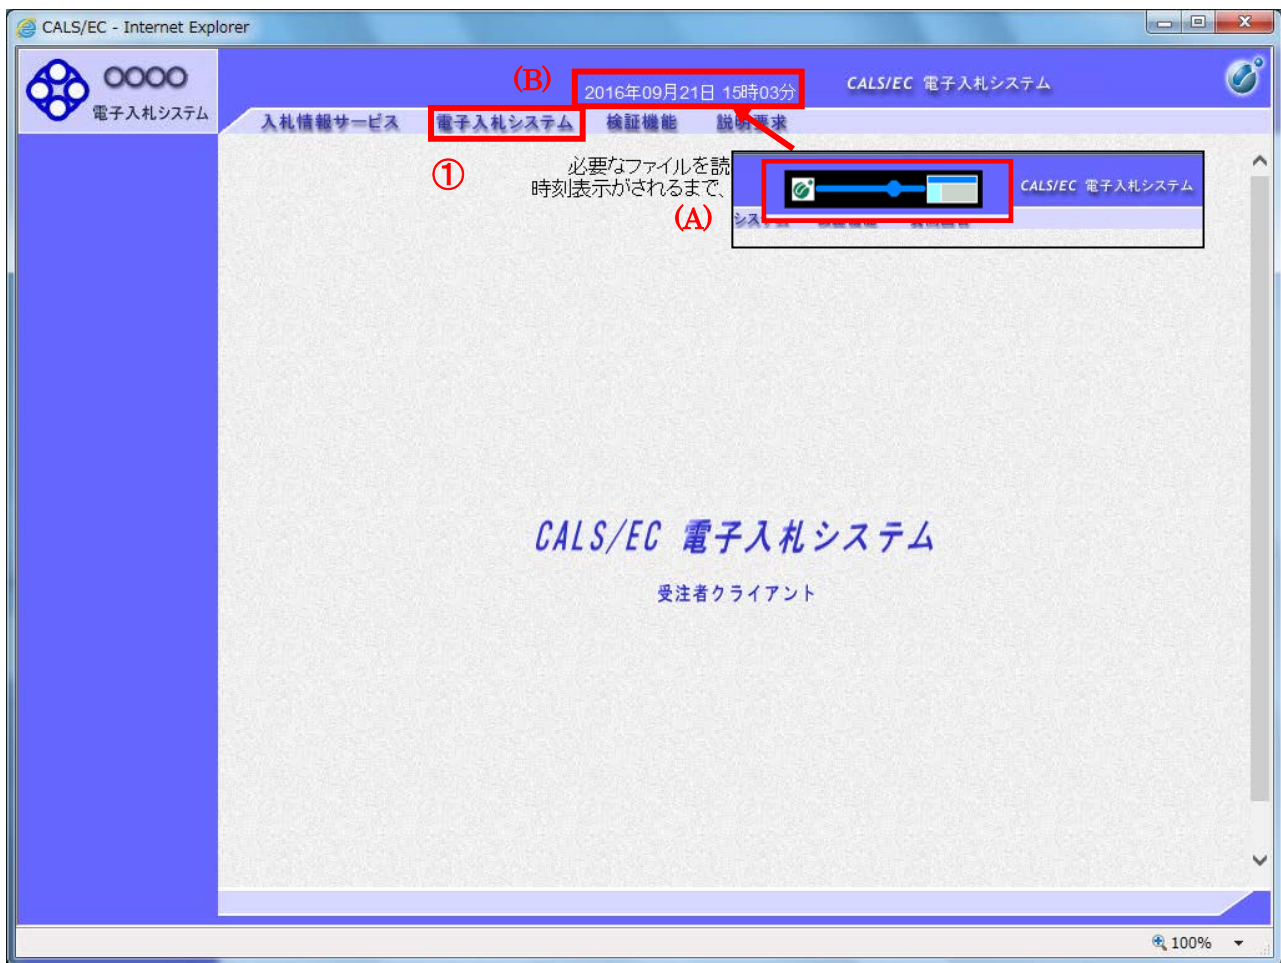 CALS/EC - Internet Explorer
OOOO
電子入札システム
(B)
2016年09月21日 15時03分
CALS/EC 電子入札システム
入札情報サービス 電子入札システム 検証機能 説明要求
①
必要なファイルを読
時刻表示がされるまで、
(A)
CALS/EC 電子入札システム
CALS/EC 電子入札システム
受注者クライアント
100%